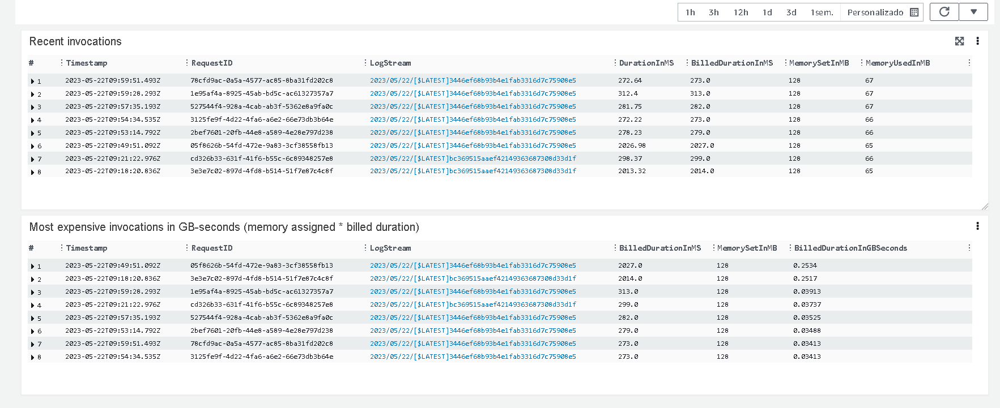 1h 3h 12h 1d 3d 1sem. Personalizado
Recent invocations
# Timestamp RequestID LogStream DurationInMS BilledDurationInMS MemorySetInMB MemoryUsedInMB
1 2023-05-22T09:59:51.493Z 78cfd9ac-0a5a-4577-ac85-8ba31fd202c8 2023/05/22/[$LATEST]3446ef68b93b4e1fab3316d7c75908e5 272.64 273.0 128 67
2 2023-05-22T09:59:28.293Z 1e95af4a-8925-45ab-bd5c-ac61327357a7 2023/05/22/[$LATEST]3446ef68b93b4e1fab3316d7c75908e5 312.4 313.0 128 67
3 2023-05-22T09:57:35.193Z 527544f4-928a-4cab-ab3f-5362e8a9fa0c 2023/05/22/[$LATEST]3446ef68b93b4e1fab3316d7c75908e5 281.75 282.0 128 67
4 2023-05-22T09:54:34.535Z 3125fe9f-4d22-4fa6-a6e2-66e73db3b64e 2023/05/22/[$LATEST]3446ef68b93b4e1fab3316d7c75908e5 272.22 273.0 128 66
5 2023-05-22T09:53:14.792Z 2bef7601-20fb-44e8-a589-4e28e797d238 2023/05/22/[$LATEST]3446ef68b93b4e1fab3316d7c75908e5 278.23 279.0 128 66
6 2023-05-22T09:49:51.092Z 05f8626b-54fd-472e-9a83-3cf38558fb13 2023/05/22/[$LATEST]3446ef68b93b4e1fab3316d7c75908e5 2026.98 2027.0 128 65
7 2023-05-22T09:21:22.976Z cd326b33-631f-41f6-b55c-6c89348257e8 2023/05/22/[$LATEST]bc369515aaef42149363687308d33d1f 298.37 299.0 128 66
8 2023-05-22T09:18:20.836Z 3e3e7c02-897d-4fd8-b514-51f7e87c4c8f 2023/05/22/[$LATEST]bc369515aaef42149363687308d33d1f 2013.32 2014.0 128 65
Most expensive invocations in GB-seconds (memory assigned * billed duration)
# Timestamp RequestID LogStream BilledDurationInMS MemorySetInMB BilledDurationInGBSeconds
1 2023-05-22T09:49:51.092Z 05f8626b-54fd-472e-9a83-3cf38558fb13 2023/05/22/[$LATEST]3446ef68b93b4e1fab3316d7c75908e5 2027.0 128 0.2534
2 2023-05-22T09:18:20.836Z 3e3e7c02-897d-4fd8-b514-51f7e87c4c8f 2023/05/22/[$LATEST]bc369515aaef42149363687308d33d1f 2014.0 128 0.2517
3 2023-05-22T09:59:28.293Z 1e95af4a-8925-45ab-bd5c-ac61327357a7 2023/05/22/[$LATEST]3446ef68b93b4e1fab3316d7c75908e5 313.0 128 0.03913
4 2023-05-22T09:21:22.976Z cd326b33-631f-41f6-b55c-6c89348257e8 2023/05/22/[$LATEST]bc369515aaef42149363687308d33d1f 299.0 128 0.03737
5 2023-05-22T09:57:35.193Z 527544f4-928a-4cab-ab3f-5362e8a9fa0c 2023/05/22/[$LATEST]3446ef68b93b4e1fab3316d7c75908e5 282.0 128 0.03525
6 2023-05-22T09:53:14.792Z 2bef7601-20fb-44e8-a589-4e28e797d238 2023/05/22/[$LATEST]3446ef68b93b4e1fab3316d7c75908e5 279.0 128 0.03488
7 2023-05-22T09:59:51.493Z 78cfd9ac-0a5a-4577-ac85-8ba31fd202c8 2023/05/22/[$LATEST]3446ef68b93b4e1fab3316d7c75908e5 273.0 128 0.03413
8 2023-05-22T09:54:34.535Z 3125fe9f-4d22-4fa6-a6e2-66e73db3b64e 2023/05/22/[$LATEST]3446ef68b93b4e1fab3316d7c75908e5 273.0 128 0.03413